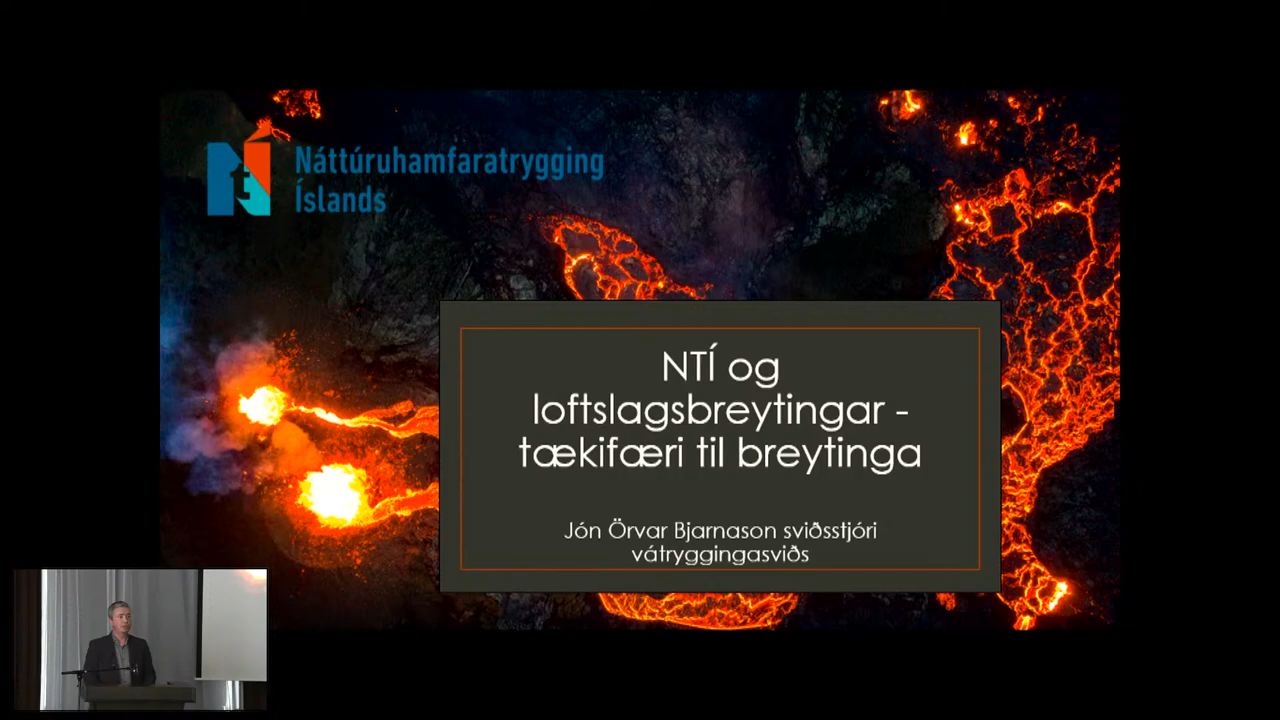 Náttúruhamfaratrygging
Íslands
NTÍ og
loftslagsbreytingar -
tækifæri til breytinga
Jón Örvar Bjarnason sviðsstjóri
vátryggingasviðs